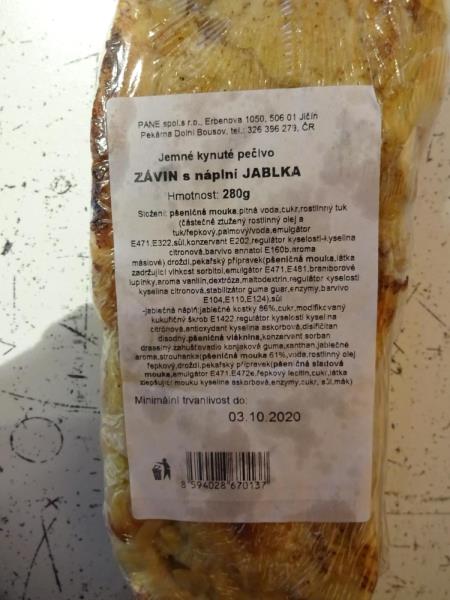 PANE spol.s r.o., Erbenova 1050, 506 01 Jičín
Pekárna Dolní Bousov, tel.: 326 396 279, ČR
Jemné kynuté pečivo
ZÁVIN s náplní JABLKA
Hmotnost: 280g
Složení: pšeničná mouka,pitná voda,cukr,rostlinný tuk
(částečně ztužený rostlinný olej a
tuk/řepkový,palmový/voda,emulgátor
E471,E322,sůl,konzervant E202,regulátor kyselosti-kyselina
citronová,barvivo annatol E160b,aroma
máslové) droždí,pekařský přípravek(pšeničná mouka,látka
zadržující vlhkost sorbitol,emulgátor E471,E481,bramborové
lupínky,aroma vanilin,dextróza,maltodextrin,regulátor kyselosti
kyselina citrónová,stabilizátor guma guar,enzymy,barvivo
E104,E110,E124),sůl
-jablečná náplň:jablečné kostky 86%,cukr,modifikovaný
kukuřičný škrob E1422,regulátor kyselosti kyselina
citrónová,antioxydant kyselina askorbová,disiřičitan
disodný,pšeničná vláknina,konzervant sorban
draselný zahušťovadlo konjaková guma,xanthan,jablečné
aroma,strouhanka(pšeničná mouka 61%,voda,rostlinný olej
řepkový,droždí,pekařský přípravek(pšeničná sladová
mouka,emulgátor E471,E472e,řepkový lecitin,cukr,látka
zlepšující mouku kyselina askorbová,enzymy,cukr, sůl,mák)
Minimální trvanlivost do:
03.10.2020
8 594028 670137